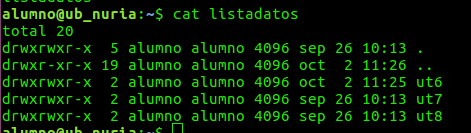 listadatos
alumno@ub_nuria:~$ cat listadatos
total 20
drwxrwxr-x  5 alumno alumno 4096 sep 26 10:13 .
drwxr-xr-x 19 alumno alumno 4096 oct  2 11:26 ..
drwxrwxr-x  2 alumno alumno 4096 oct  2 11:25 ut6
drwxrwxr-x  2 alumno alumno 4096 sep 26 10:13 ut7
drwxrwxr-x  2 alumno alumno 4096 sep 26 10:13 ut8
alumno@ub_nuria:~$